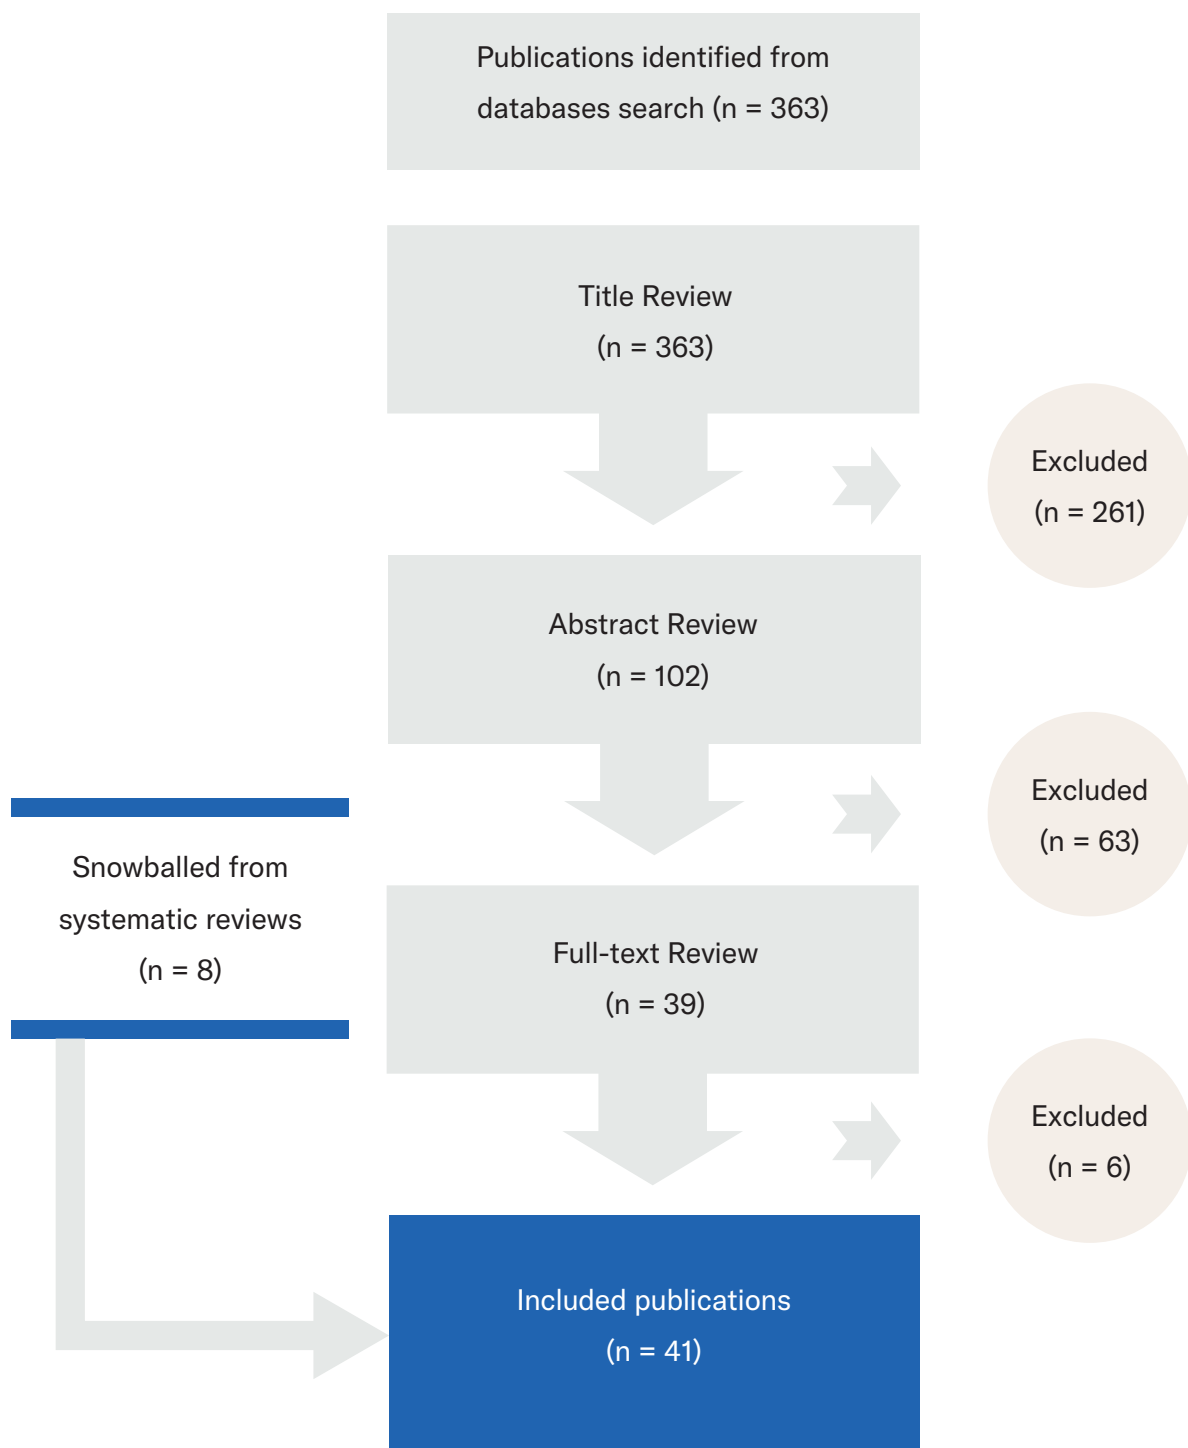 Publications identified from
databases search (n = 363)
Title Review
(n = 363)
Excluded
(n = 261)
Abstract Review
(n = 102)
Excluded
(n = 63)
Snowballed from
systematic reviews
(n = 8)
Full-text Review
(n = 39)
Excluded
(n = 6)
Included publications
(n = 41)